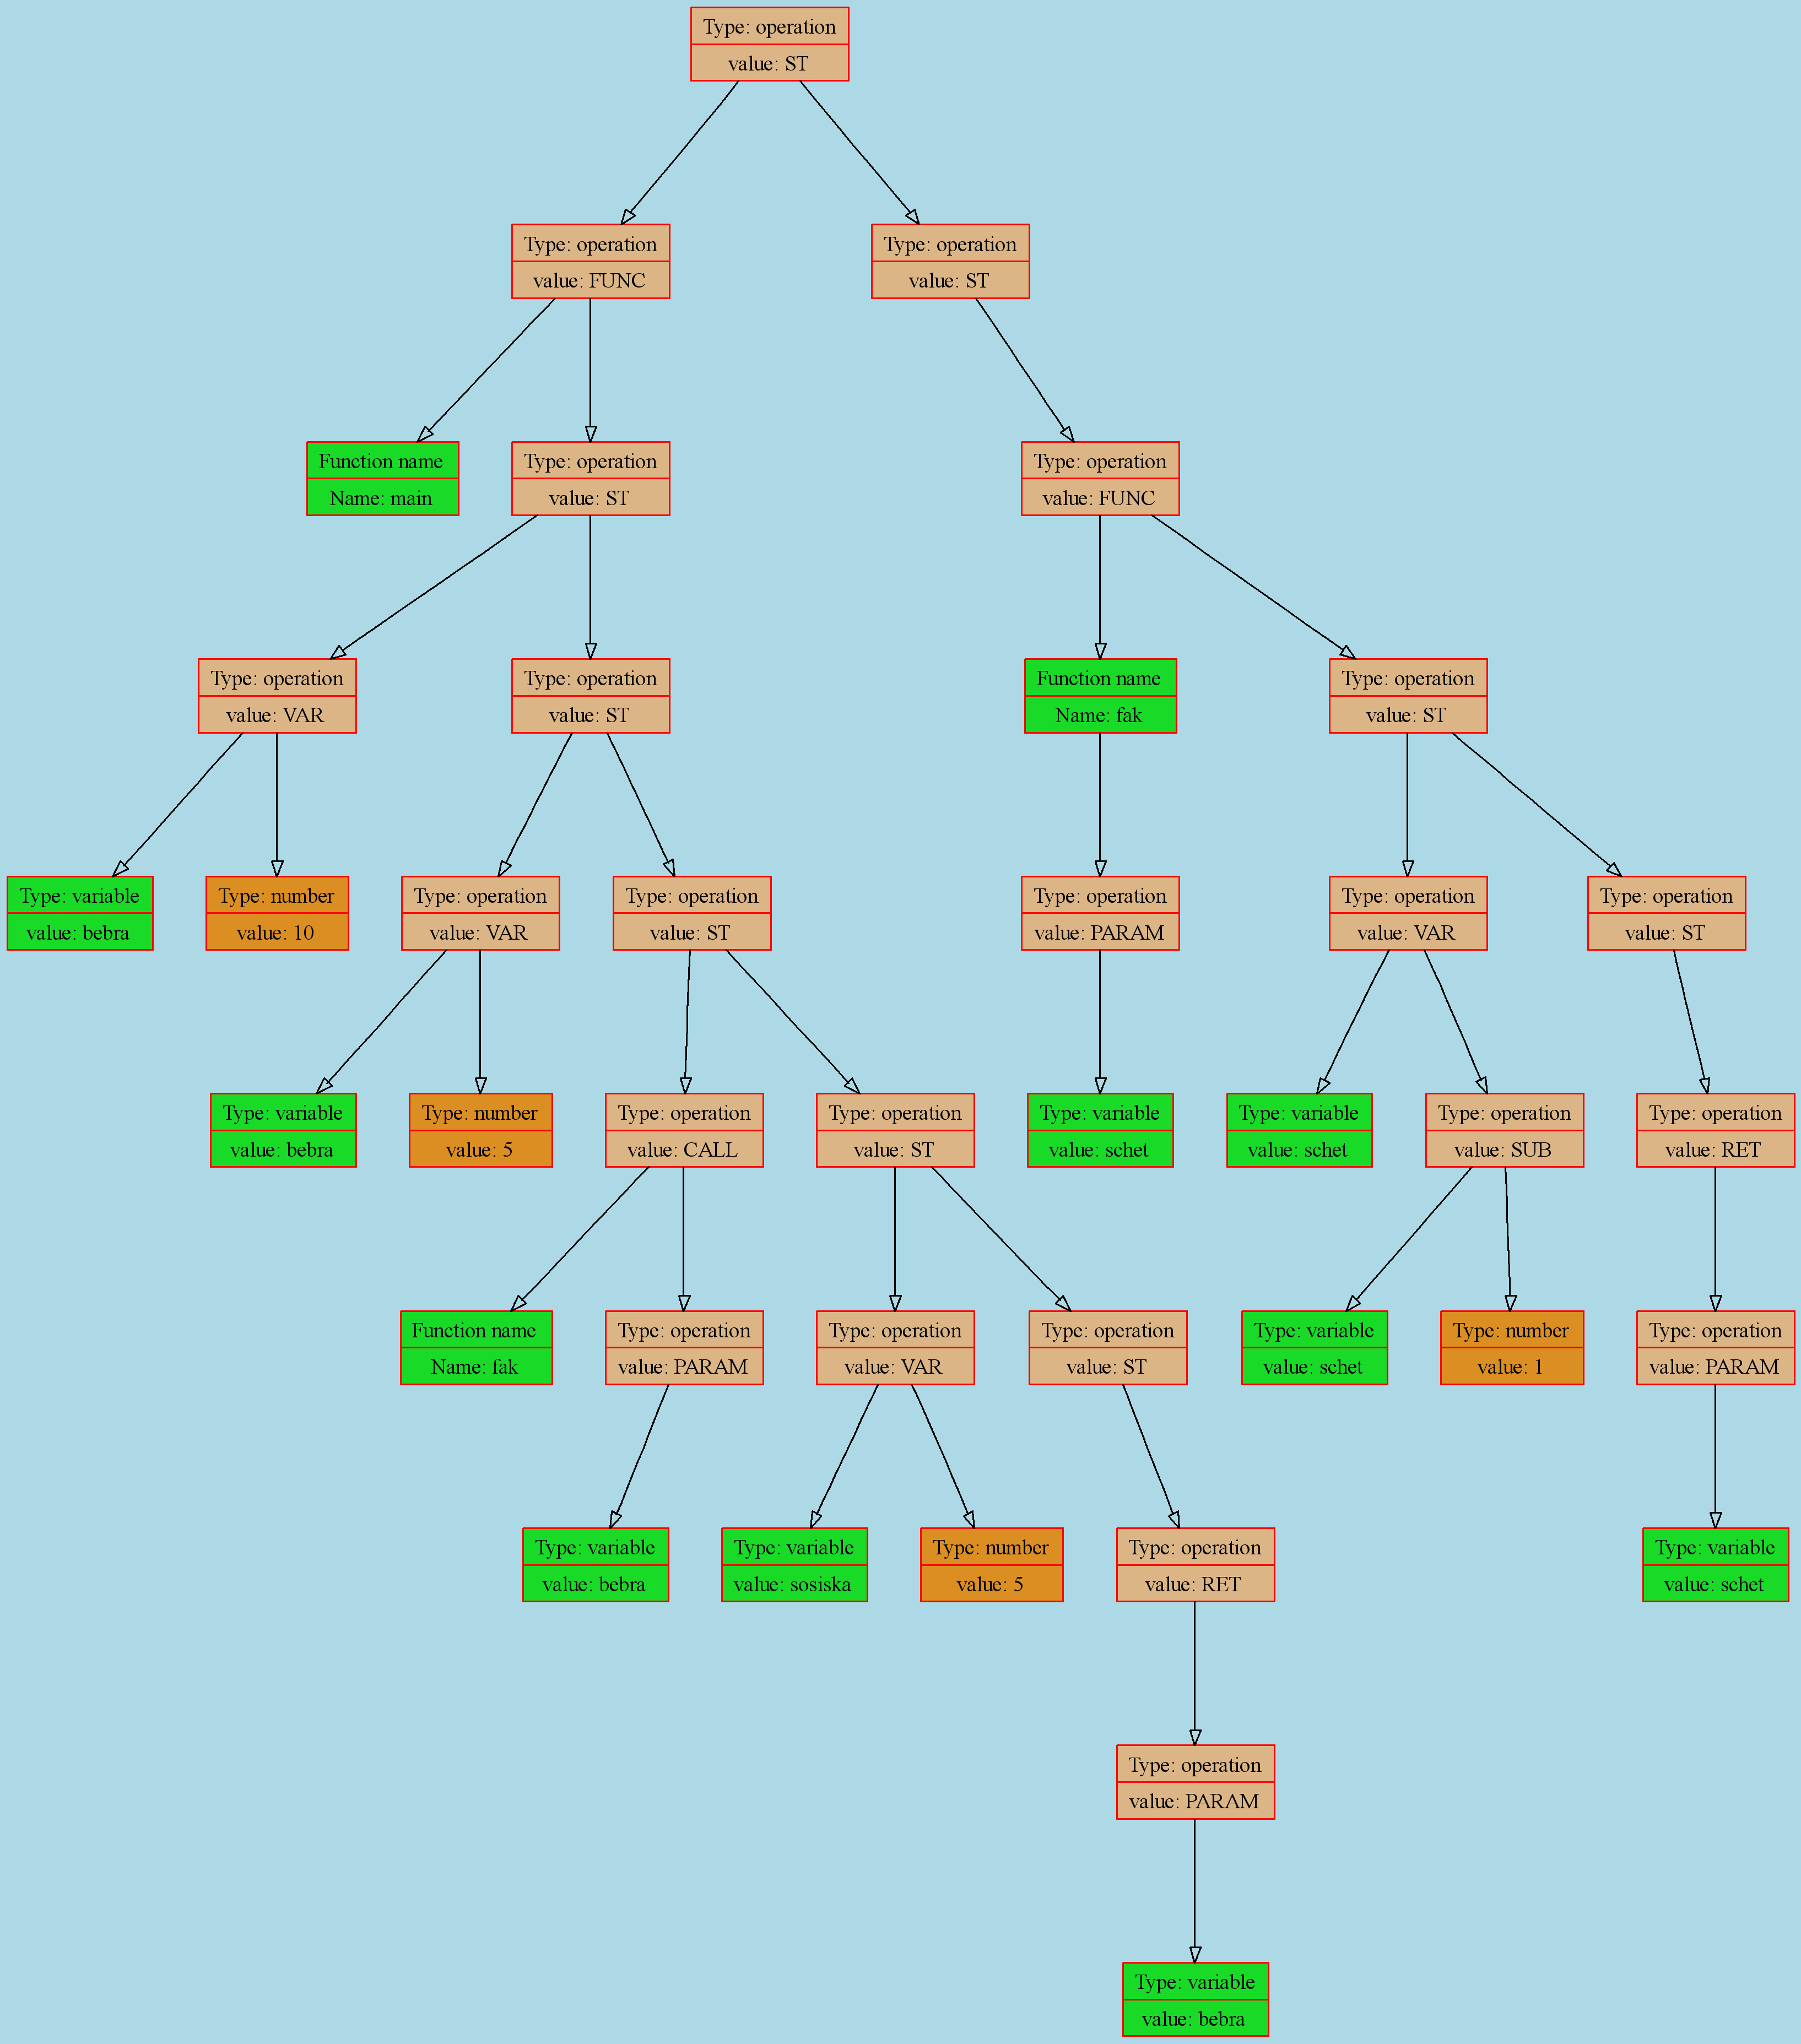 Type: operation
value: ST
Type: operation
value: FUNC
Type: operation
value: ST
Function name
Name: main
Type: operation
value: ST
Type: operation
value: FUNC
Type: operation
value: VAR
Type: operation
value: ST
Function name
Name: fak
Type: operation
value: ST
Type: variable
value: bebra
Type: number
value: 10
Type: operation
value: VAR
Type: operation
value: ST
Type: operation
value: PARAM
Type: operation
value: VAR
Type: operation
value: ST
Type: variable
value: bebra
Type: number
value: 5
Type: operation
value: CALL
Type: operation
value: ST
Type: variable
value: schet
Type: variable
value: schet
Type: operation
value: SUB
Type: operation
value: RET
Function name
Name: fak
Type: operation
value: PARAM
Type: operation
value: VAR
Type: operation
value: ST
Type: variable
value: schet
Type: number
value: 1
Type: operation
value: PARAM
Type: variable
value: bebra
Type: variable
value: sosiska
Type: number
value: 5
Type: operation
value: RET
Type: variable
value: schet
Type: operation
value: PARAM
Type: variable
value: bebra